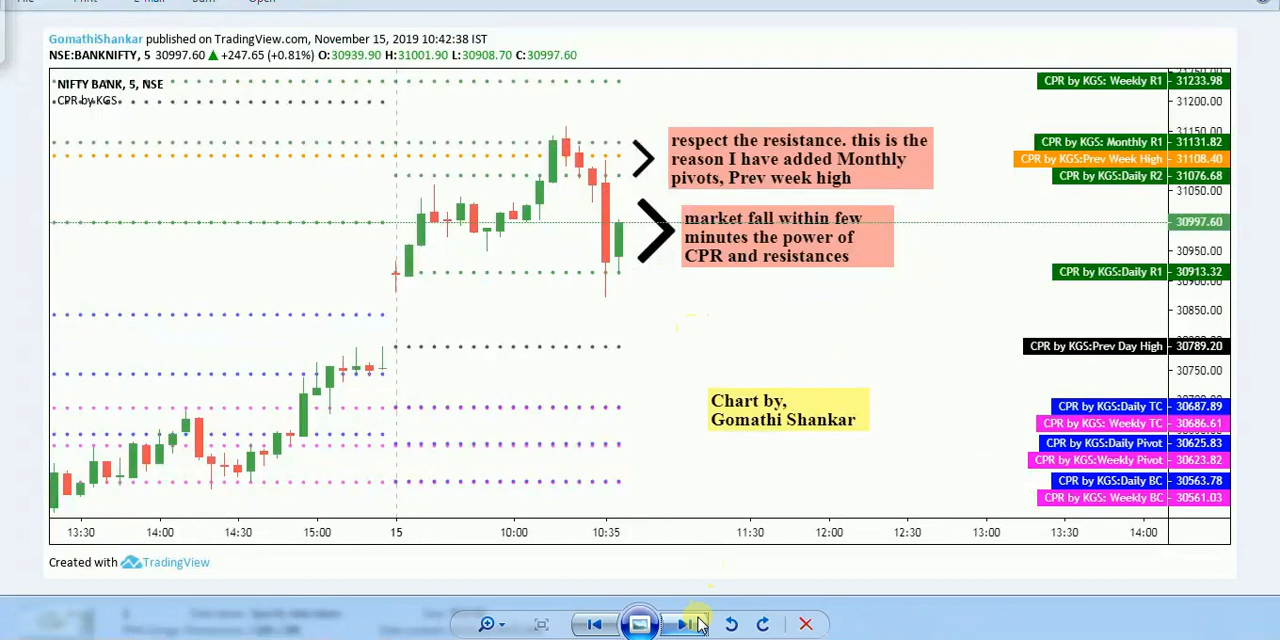 File Print E-mail Burn Open
GomathiShankar published on TradingView.com, November 15, 2019 10:42:38 IST
NSE:BANKNIFTY, 5 30997.60 ▲ +247.65 (+0.81%) O:30939.90 H:31001.90 L:30908.70 C:30997.60
NIFTY BANK, 5, NSE
CPR by KGS
respect the resistance. this is the
reason I have added Monthly
pivots, Prev week high
market fall within few
minutes the power of
CPR and resistances
Chart by,
Gomathi Shankar
CPR by KGS: Weekly R1 31233.98
31200.00
31150.00
CPR by KGS: Monthly R1 31131.82
CPR by KGS:Prev Week High 31108.40
CPR by KGS:Daily R2 31076.68
31050.00
30997.60
30950.00
CPR by KGS:Daily R1 30913.32
30900.00
30850.00
CPR by KGS:Prev Day High 30789.20
30750.00
CPR by KGS:Daily TC 30687.89
CPR by KGS: Weekly TC 30686.61
CPR by KGS:Daily Pivot 30625.83
CPR by KGS:Weekly Pivot 30623.82
CPR by KGS:Daily BC 30563.78
CPR by KGS: Weekly BC 30561.03
13:30 14:00 14:30 15:00 15 10:00 10:35 11:30 12:00 12:30 13:00 13:30 14:00
Created with TradingView